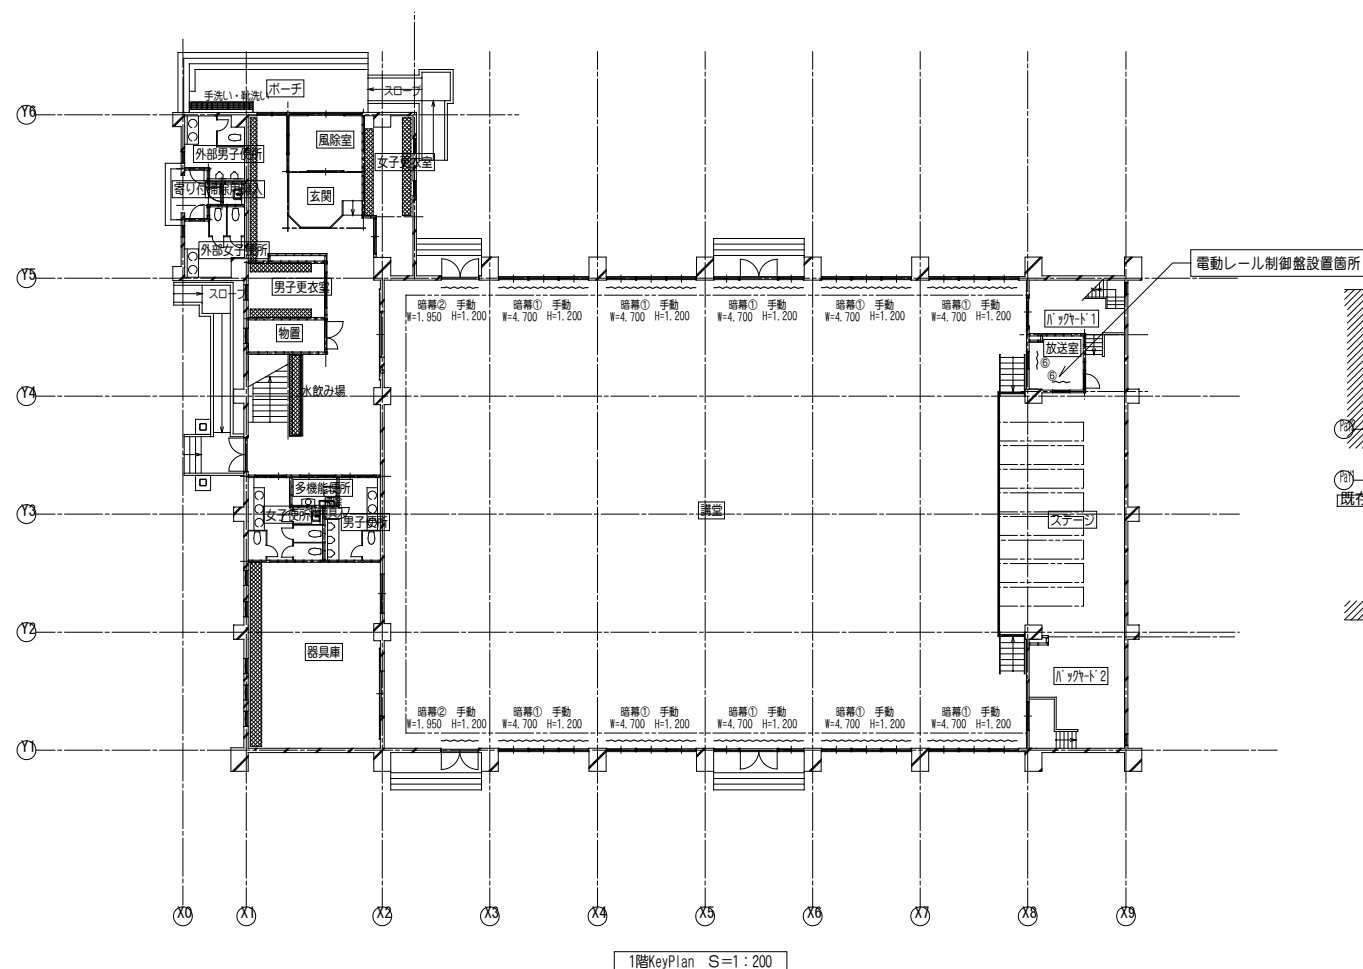 ポーチ
手洗い・靴洗い
スロープ
Y6
風除室
外部男子便所
女子更衣室
玄関
外部女子便所
電動レール制御盤設置箇所
Y5
男子更衣室
スロープ
暗幕② 手動
W=1.950 H=1.200
暗幕① 手動
W=4.700 H=1.200
暗幕① 手動
W=4.700 H=1.200
暗幕① 手動
W=4.700 H=1.200
暗幕① 手動
W=4.700 H=1.200
暗幕① 手動
W=4.700 H=1.200
バックヤード1
物置
放送室
⑥
⑥
水飲み場
Y4
多機能便所
女子便所
男子便所
Y3
講堂
ステージ
既存
Y2
器具庫
バックヤード2
暗幕② 手動
W=1.950 H=1.200
暗幕① 手動
W=4.700 H=1.200
暗幕① 手動
W=4.700 H=1.200
暗幕① 手動
W=4.700 H=1.200
暗幕① 手動
W=4.700 H=1.200
暗幕① 手動
W=4.700 H=1.200
Y1
X0 X1 X2 X3 X4 X5 X6 X7 X8 X9
1階KeyPlan S=1:200